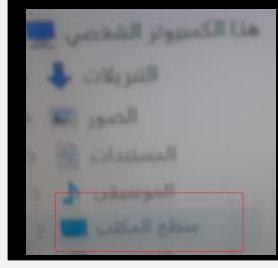 هذا الكمبيوتر الشخصي
التنزيلات
الصور
المستندات
الموسيقى
سطح المكتب